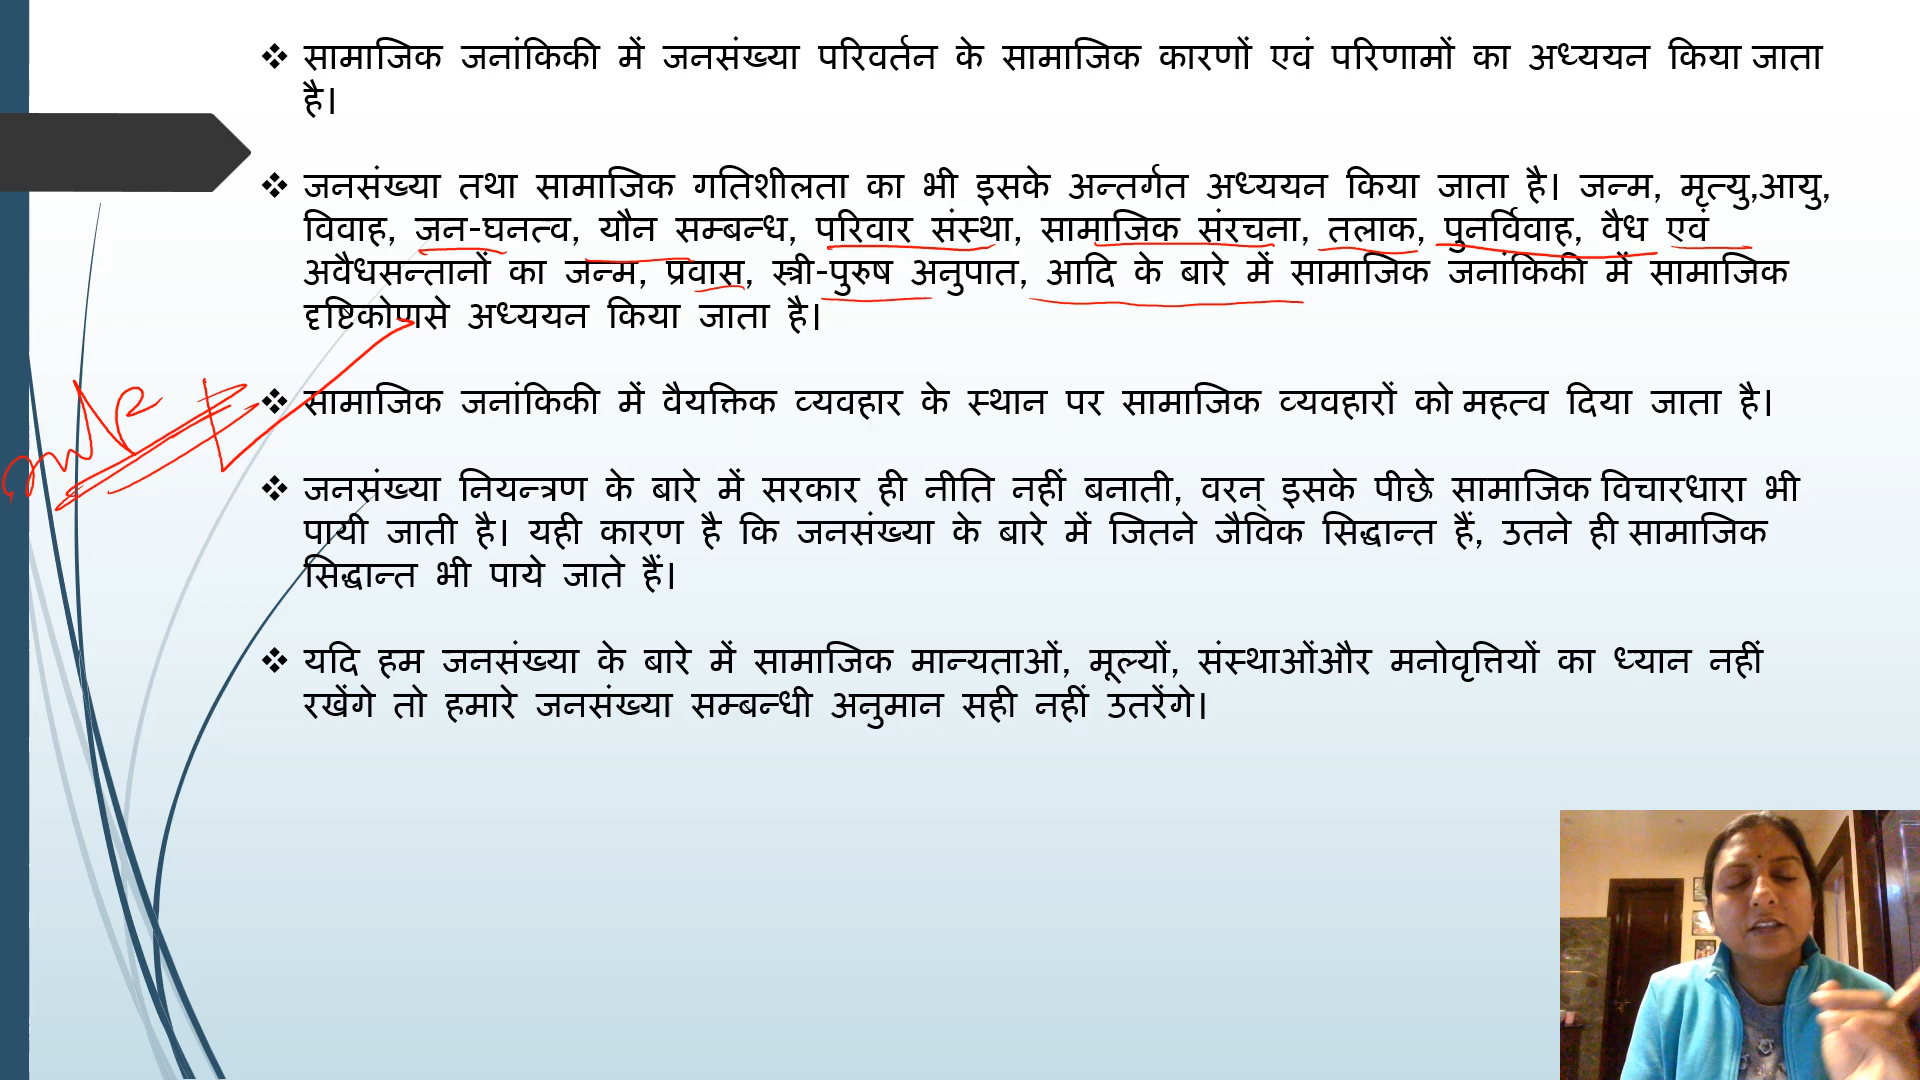 ❖ सामाजिक जनांकिकी में जनसंख्या परिवर्तन के सामाजिक कारणों एवं परिणामों का अध्ययन किया जाता
है।
❖ जनसंख्या तथा सामाजिक गतिशीलता का भी इसके अन्तर्गत अध्ययन किया जाता है। जन्म, मृत्यु,आयु,
विवाह, जन-घनत्व, यौन सम्बन्ध, परिवार संस्था, सामाजिक संरचना, तलाक, पुनर्विवाह, वैध एवं
अवैधसन्तानों का जन्म, प्रवास, स्त्री-पुरुष अनुपात, आदि के बारे में सामाजिक जनांकिकी में सामाजिक
दृष्टिकोणसे अध्ययन किया जाता है।
❖ सामाजिक जनांकिकी में वैयक्तिक व्यवहार के स्थान पर सामाजिक व्यवहारों को महत्व दिया जाता है।
❖ जनसंख्या नियन्त्रण के बारे में सरकार ही नीति नहीं बनाती, वरन् इसके पीछे सामाजिक विचारधारा भी
पायी जाती है। यही कारण है कि जनसंख्या के बारे में जितने जैविक सिद्धान्त हैं, उतने ही सामाजिक
सिद्धान्त भी पाये जाते हैं।
❖ यदि हम जनसंख्या के बारे में सामाजिक मान्यताओं, मूल्यों, संस्थाओंऔर मनोवृत्तियों का ध्यान नहीं
रखेंगे तो हमारे जनसंख्या सम्बन्धी अनुमान सही नहीं उतरेंगे।